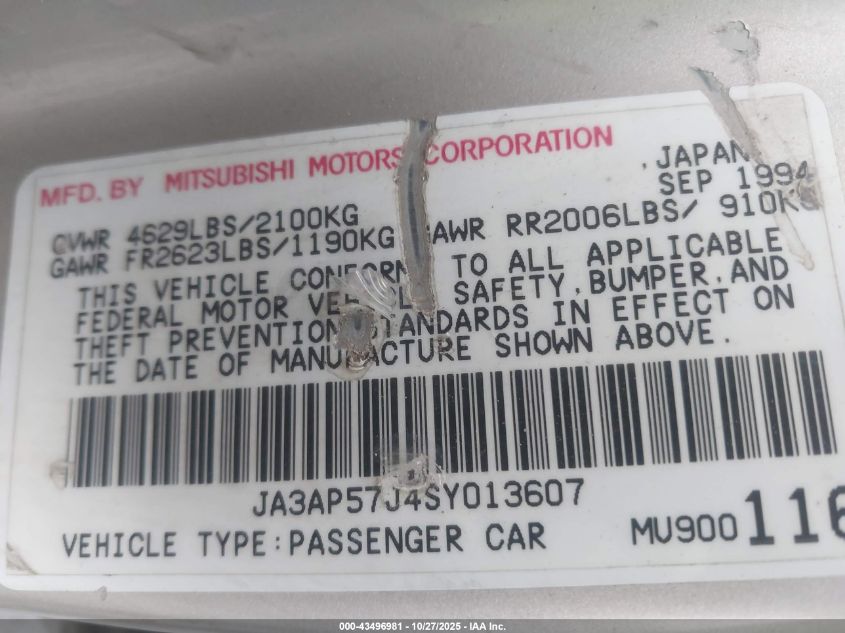 MFD. BY MITSUBISHI MOTORS CORPORATION
, JAPAN
SEP 1994
GVWR 4629LBS/2100KG
GAWR FR2623LBS/1190KG GAWR RR2006LBS/ 910KG
THIS VEHICLE CONFORMS TO ALL APPLICABLE
FEDERAL MOTOR VEHICLE SAFETY, BUMPER, AND
THEFT PREVENTION STANDARDS IN EFFECT ON
THE DATE OF MANUFACTURE SHOWN ABOVE.
JA3AP57J4SY013607
VEHICLE TYPE:PASSENGER CAR MU900116
000-43496981 - 10/27/2025 - IAA Inc.